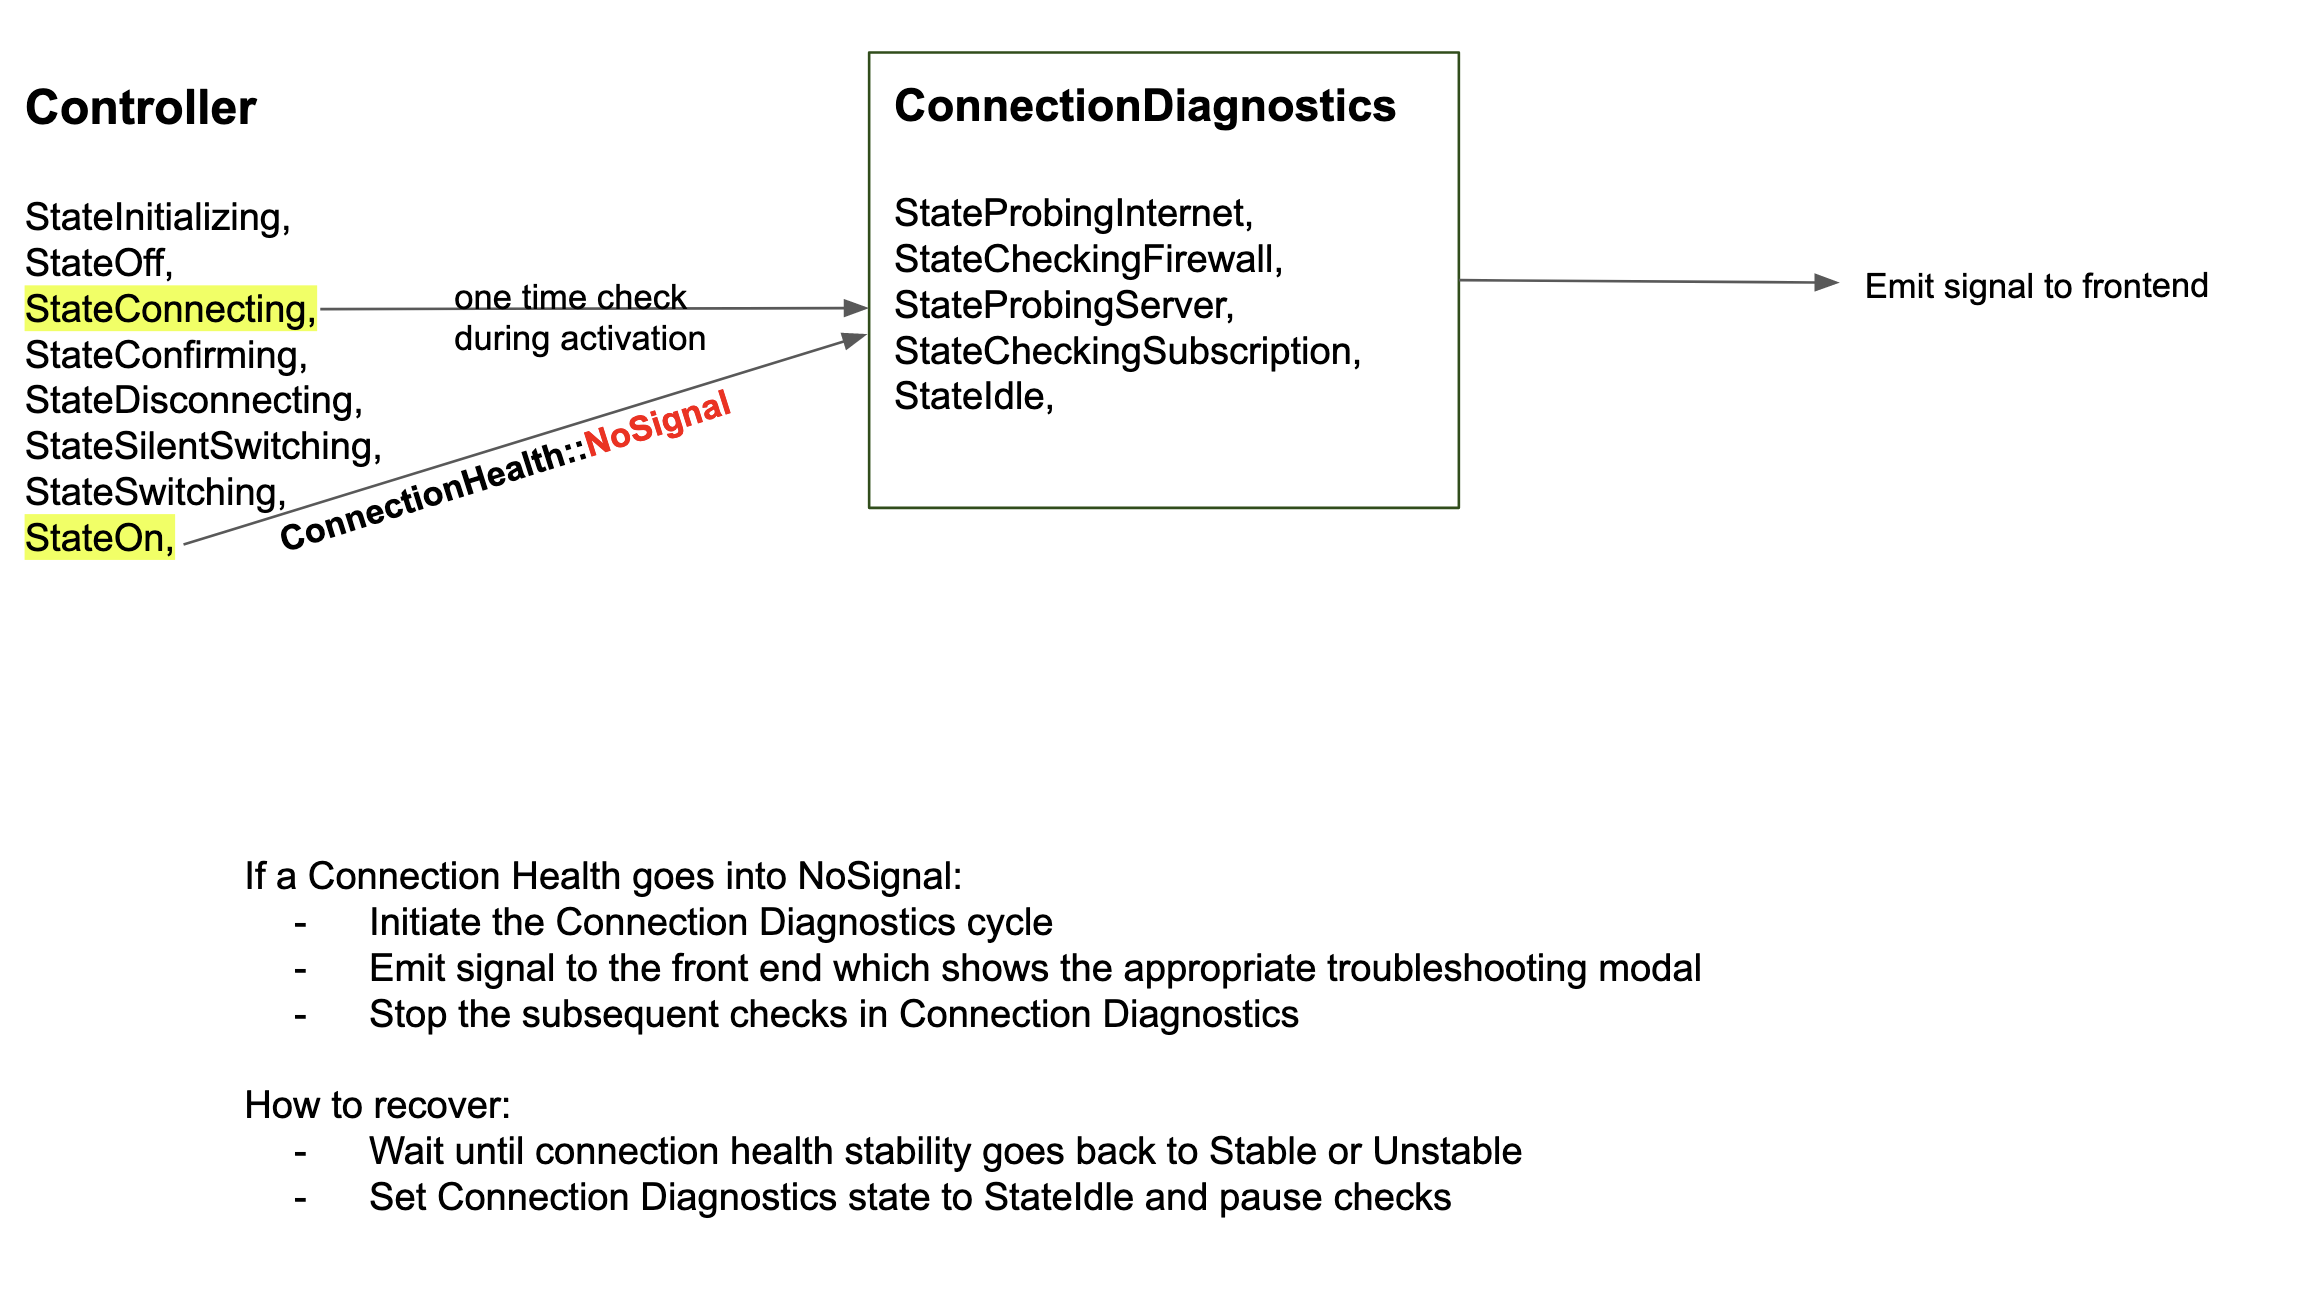 Controller
StateInitializing,
StateOff,
StateConnecting,
StateConfirming,
StateDisconnecting,
StateSilentSwitching,
StateSwitching,
StateOn,
one time check
during activation
ConnectionHealth::NoSignal
ConnectionDiagnostics
StateProbingInternet,
StateCheckingFirewall,
StateProbingServer,
StateCheckingSubscription,
StateIdle,
Emit signal to frontend
If a Connection Health goes into NoSignal:
- Initiate the Connection Diagnostics cycle
- Emit signal to the front end which shows the appropriate troubleshooting modal
- Stop the subsequent checks in Connection Diagnostics
How to recover:
- Wait until connection health stability goes back to Stable or Unstable
- Set Connection Diagnostics state to StateIdle and pause checks